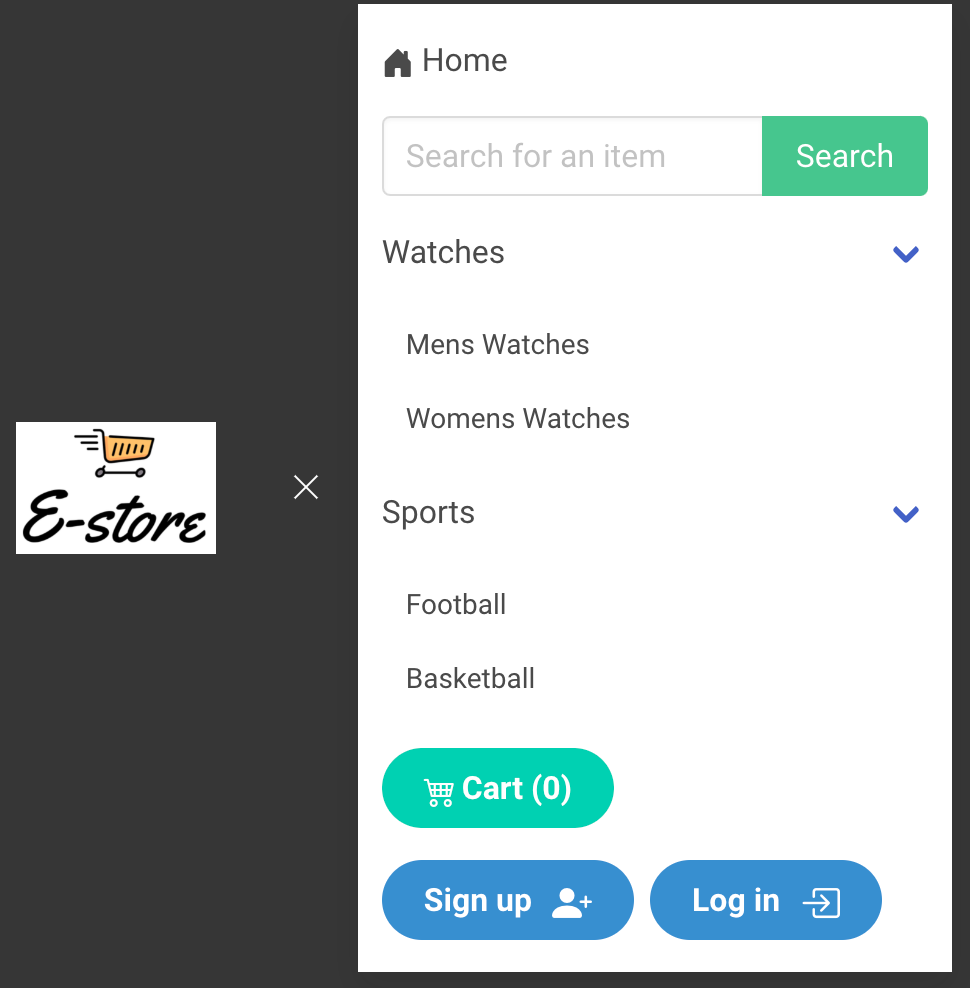 Home
Search for an item
Search
Watches
Mens Watches
Womens Watches
E-store
Sports
Football
Basketball
Cart (0)
Sign up
Log in